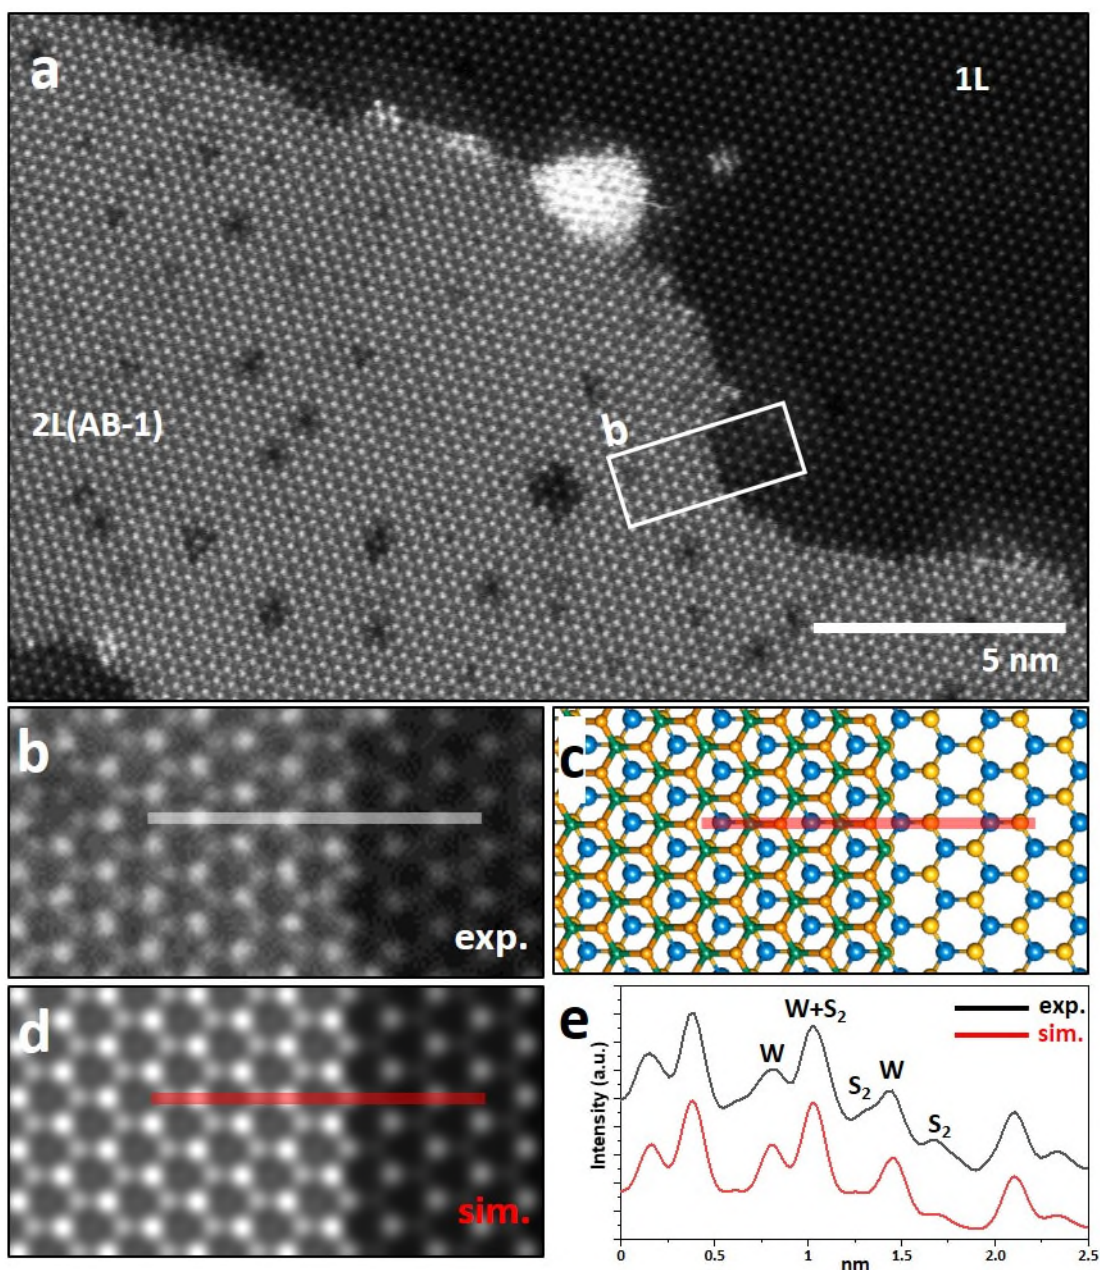 a
1L
2L(AB-1)
b
5 nm
b
exp.
c
d
sim.
e
W+S₂
exp.
sim.
W
S₂
W
S₂
Intensity (a.u.)
0
0.5
1
1.5
2.0
2.5
nm